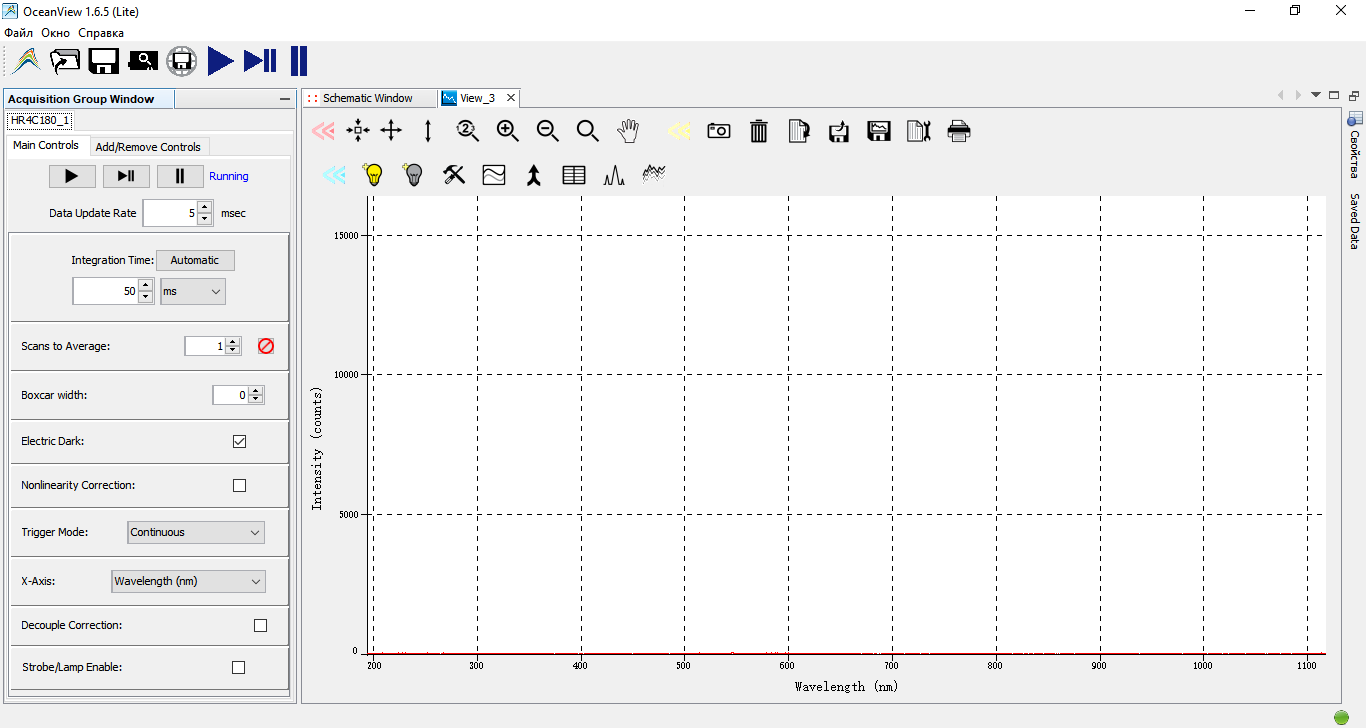 OceanView 1.6.5 (Lite)
Файл Окно Справка
Acquisition Group Window
HR4C180_1
Main Controls Add/Remove Controls
Running
Data Update Rate 5 msec
Integration Time: Automatic
50 ms
Scans to Average: 1
Boxcar width: 0
Electric Dark:
Nonlinearity Correction:
Trigger Mode: Continuous
X-Axis: Wavelength (nm)
Decouple Correction:
Strobe/Lamp Enable:
Schematic Window View_3
2
15000
10000
5000
0
Intensity (counts)
200 300 400 500 600 700 800 900 1000 1100
Wavelength (nm)
Свойства
Saved Data